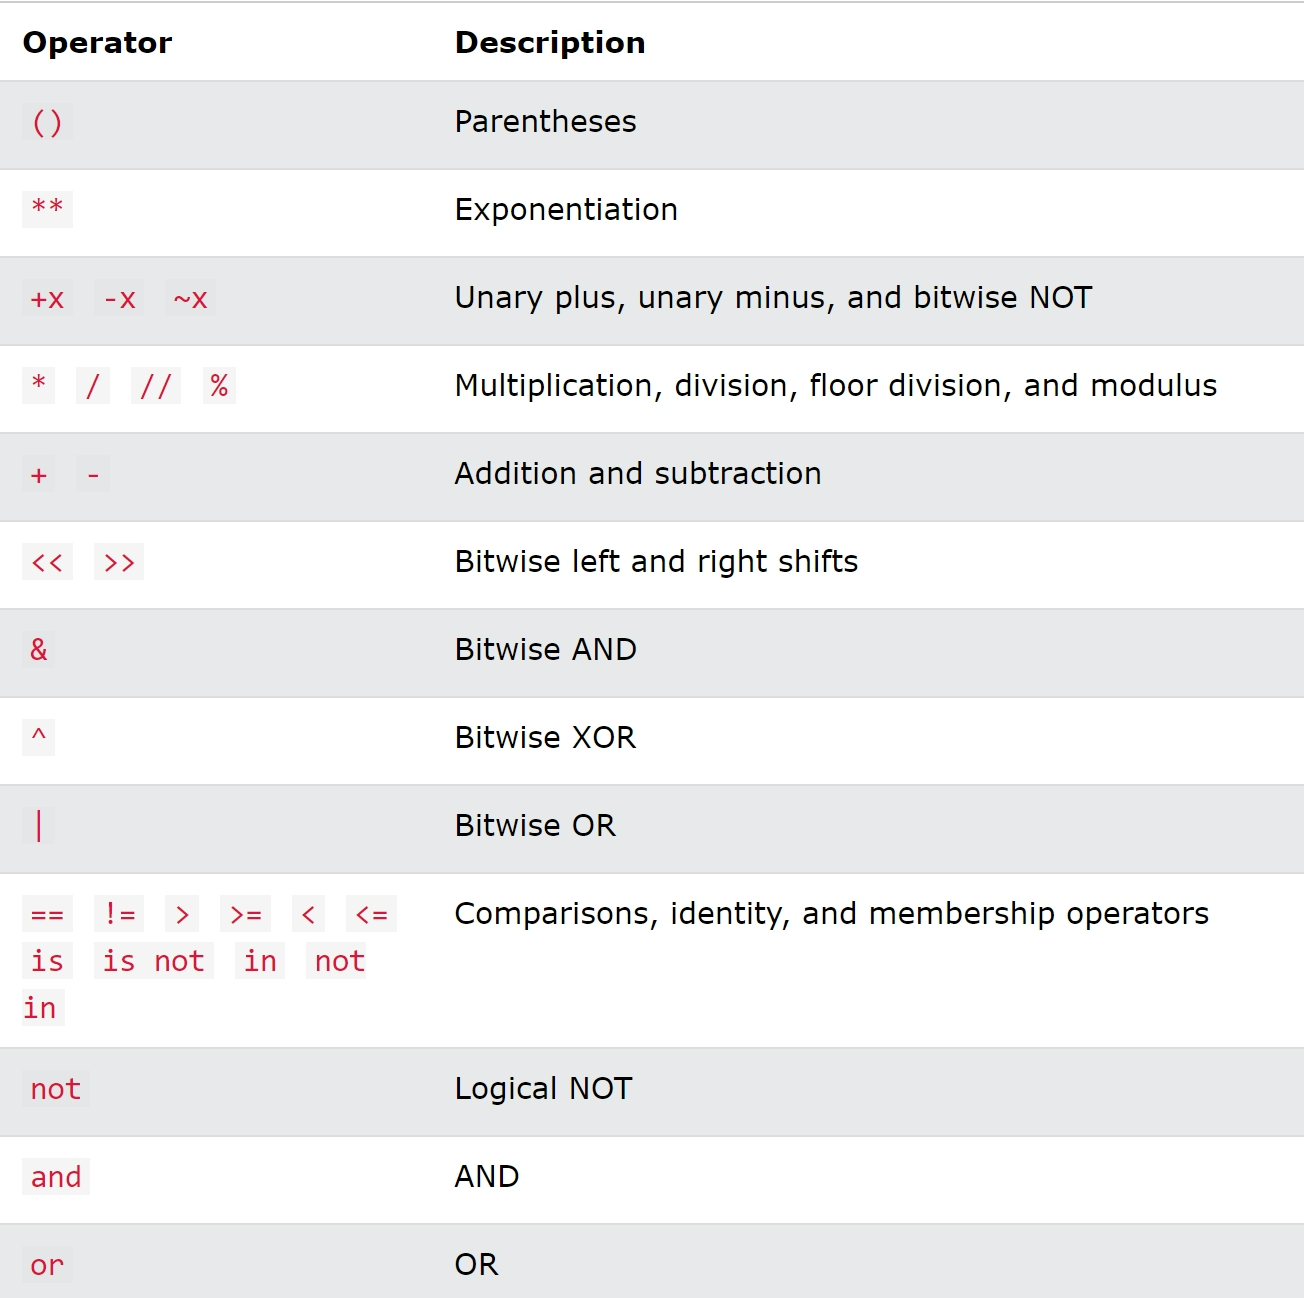 Operator Description
() Parentheses
** Exponentiation
+x -x ~x Unary plus, unary minus, and bitwise NOT
* / // % Multiplication, division, floor division, and modulus
+ - Addition and subtraction
<< >> Bitwise left and right shifts
& Bitwise AND
^ Bitwise XOR
| Bitwise OR
== != > >= < <= Comparisons, identity, and membership operators
is is not in not
in
not Logical NOT
and AND
or OR